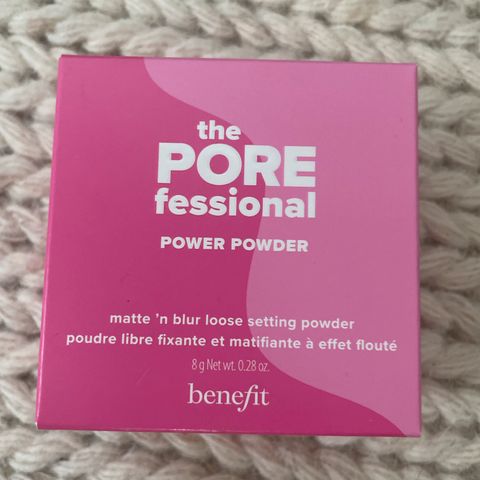 the
PORE
fessional
POWER POWDER
matte 'n blur loose setting powder
poudre libre fixante et matifiante à effet flouté
8 g Net wt. 0.28 oz.
benefit